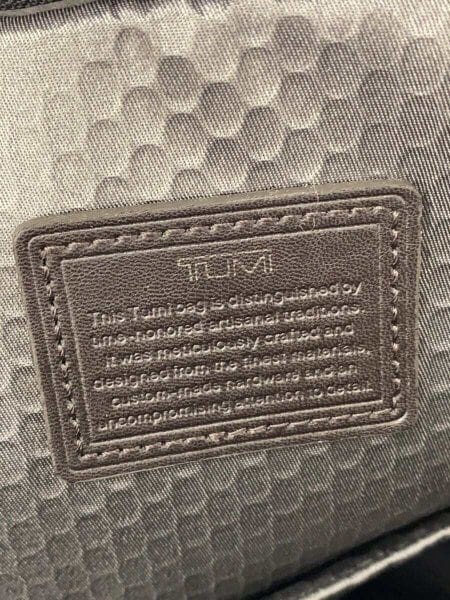 TUMI
This Tumi bag is distinguished by
time-honored artisanal traditions.
It was meticulously crafted and
designed from the finest materials,
custom-made hardware and an
uncompromising attention to detail.